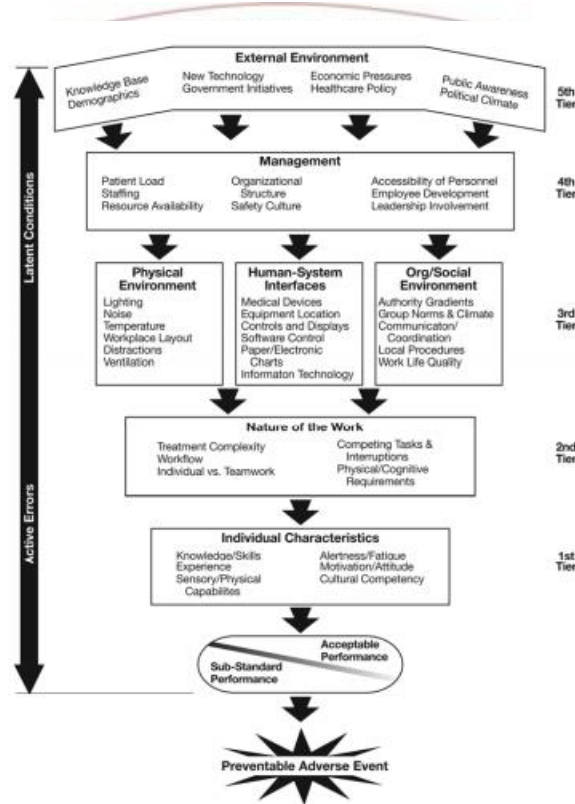 External Environment
Knowledge Base
Demographics
New Technology
Government Initiatives
Economic Pressures
Healthcare Policy
Public Awareness
Political Climate
5th
Tier
Management
Patient Load
Staffing
Resource Availability
Organizational
Structure
Safety Culture
Accessibility of Personnel
Employee Development
Leadership Involvement
4th
Tier
Latent Conditions
Physical
Environment
Lighting
Noise
Temperature
Workplace Layout
Distractions
Ventilation
Human-System
Interfaces
Medical Devices
Equipment Location
Controls and Displays
Software Control
Paper/Electronic
Charts
Informaton Technology
Org/Social
Environment
Authority Gradients
Group Norms & Climate
Communicaton/
Coordination
Local Procedures
Work Life Quality
3rd
Tier
Nature of the Work
Treatment Complexity
Workflow
Individual vs. Teamwork
Competing Tasks &
Interruptions
Physical/Cognitive
Requirements
2nd
Tier
Active Errors
Individual Characteristics
Knowledge/Skills
Experience
Sensory/Physical
Capabilites
Alertness/Fatigue
Motivation/Attitude
Cultural Competency
1st
Tier
Acceptable
Performance
Sub-Standard
Performance
Preventable Adverse Event